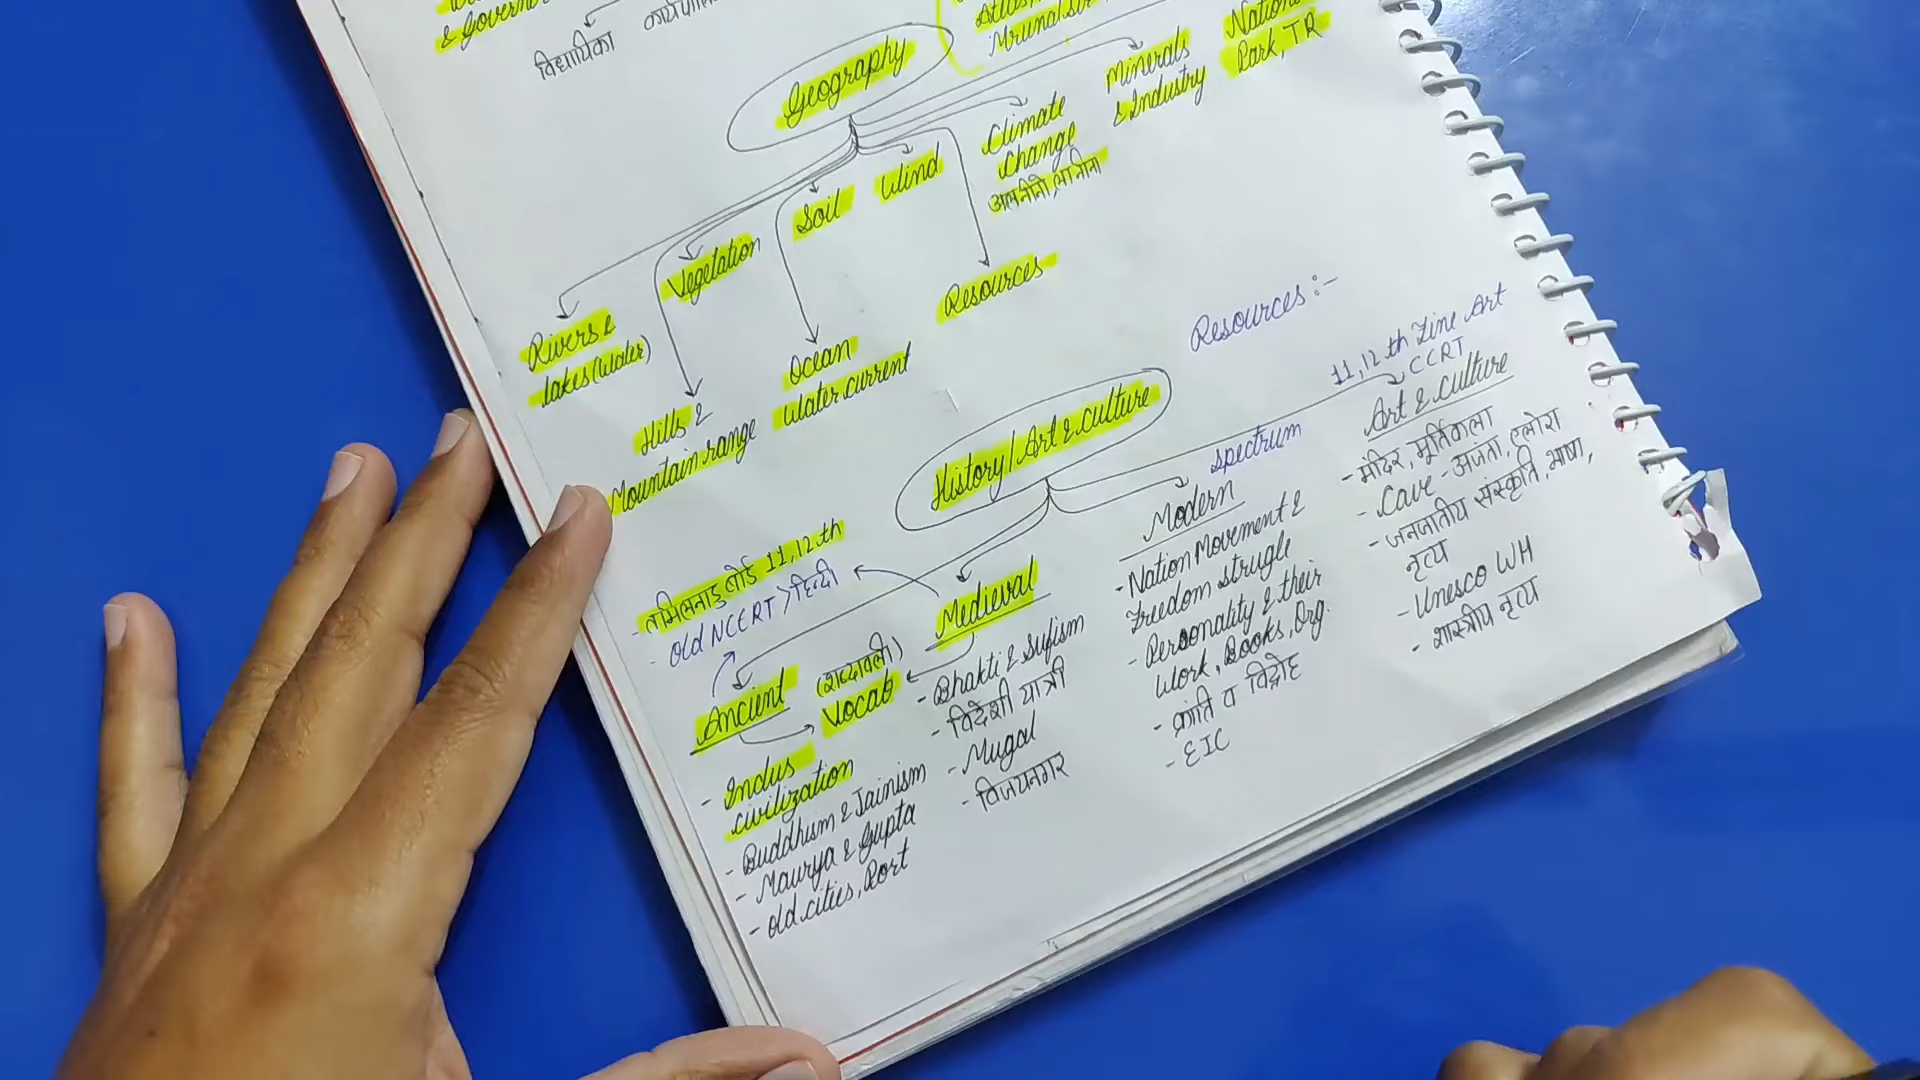 & Govern
विधायिका
Mrunal
Geography
Minerals
& Industry
Nation
Park, TR
Climate
Change
अलनीनो, लानीना
Wind
Soil
Vegetation
Resources
Rivers &
lakes (water)
Hills &
Mountain range
Ocean
Water current
Resources :-
11, 12 th Fine Art
CCRT
History / Art & Culture
Spectrum
तमिलनाडु बोर्ड 11, 12 th
- Old NCERT > हिन्दी
Ancient
(शब्दावली)
Vocab
- Indus
civilization
- Buddhism & Jainism
- Maurya & Gupta
- Old cities, Port
Medieval
- Bhakti & Sufism
- विदेशी यात्री
- Mugal
- विजयनगर
Modern
- Nation Movement &
Freedom strugle
- Personality & their
Work, Books, Org.
- क्रांति व विद्रोह
- EIC
Art & Culture
- मंदिर, मूर्तिकला
- Cave - अजंता, एलोरा
- जनजातीय संस्कृति, भाषा,
नृत्य
- Unesco WH
- शास्त्रीय नृत्य